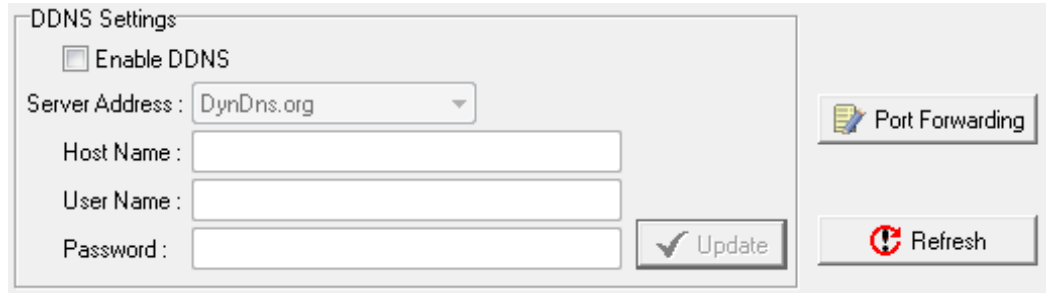 DDNS Settings
Enable DDNS
Server Address : DynDns.org
Port Forwarding
Host Name :
User Name :
Password :
Update
Refresh